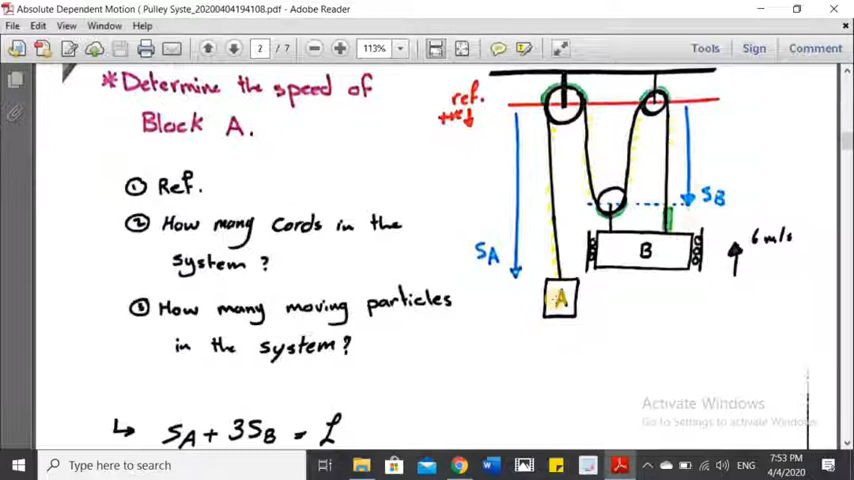 Absolute Dependent Motion ( Pulley Syste_20200404194108.pdf - Adobe Reader
File Edit View Window Help
2 / 7 113% Tools Sign Comment
*Determine the speed of
Block A.
① Ref.
② How many Cords in the
system?
③ How many moving particles
in the system?
↳ SA + 3SB = L
ref.
+ve↓
SA
SB
A
B
6 m/s
Activate Windows
Go to Settings to activate Windows.
Type here to search
ENG
7:53 PM
4/4/2020